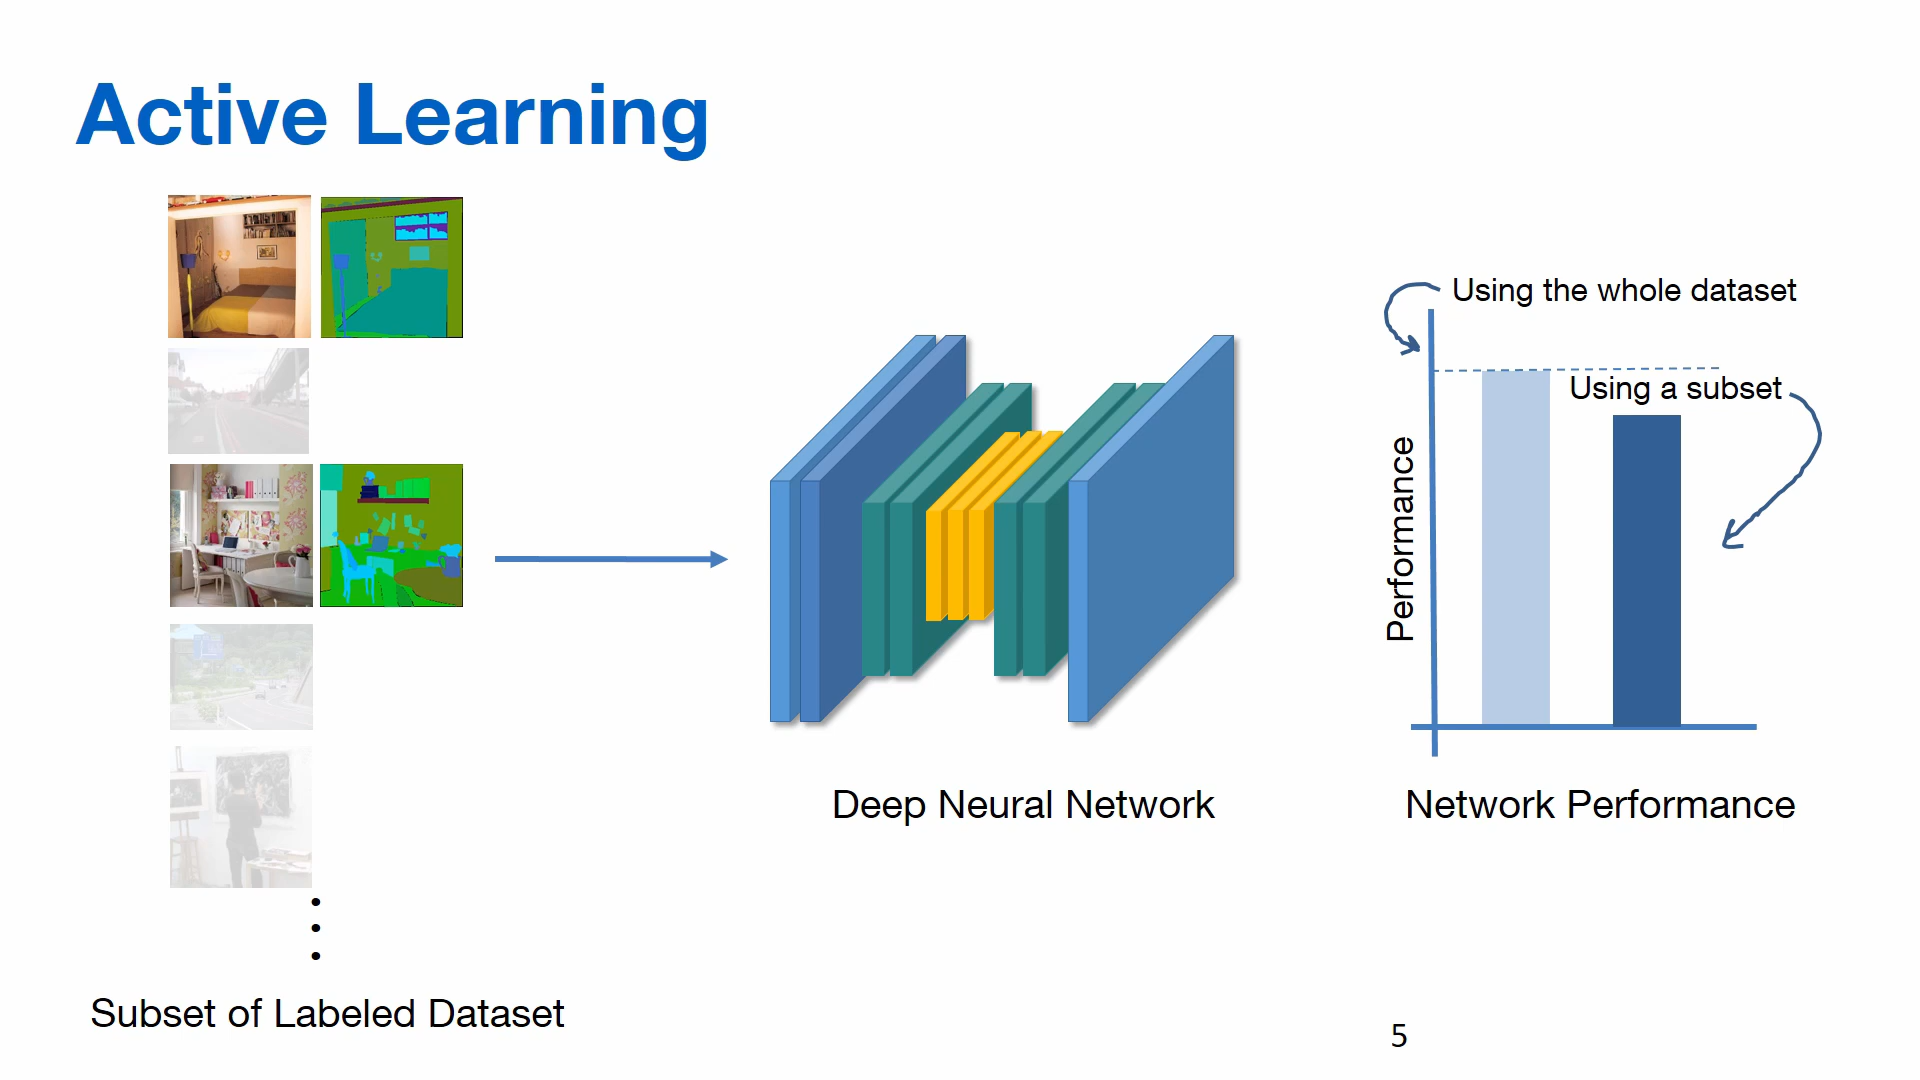 Active Learning
Using the whole dataset
Using a subset
Performance
Deep Neural Network
Network Performance
Subset of Labeled Dataset
5